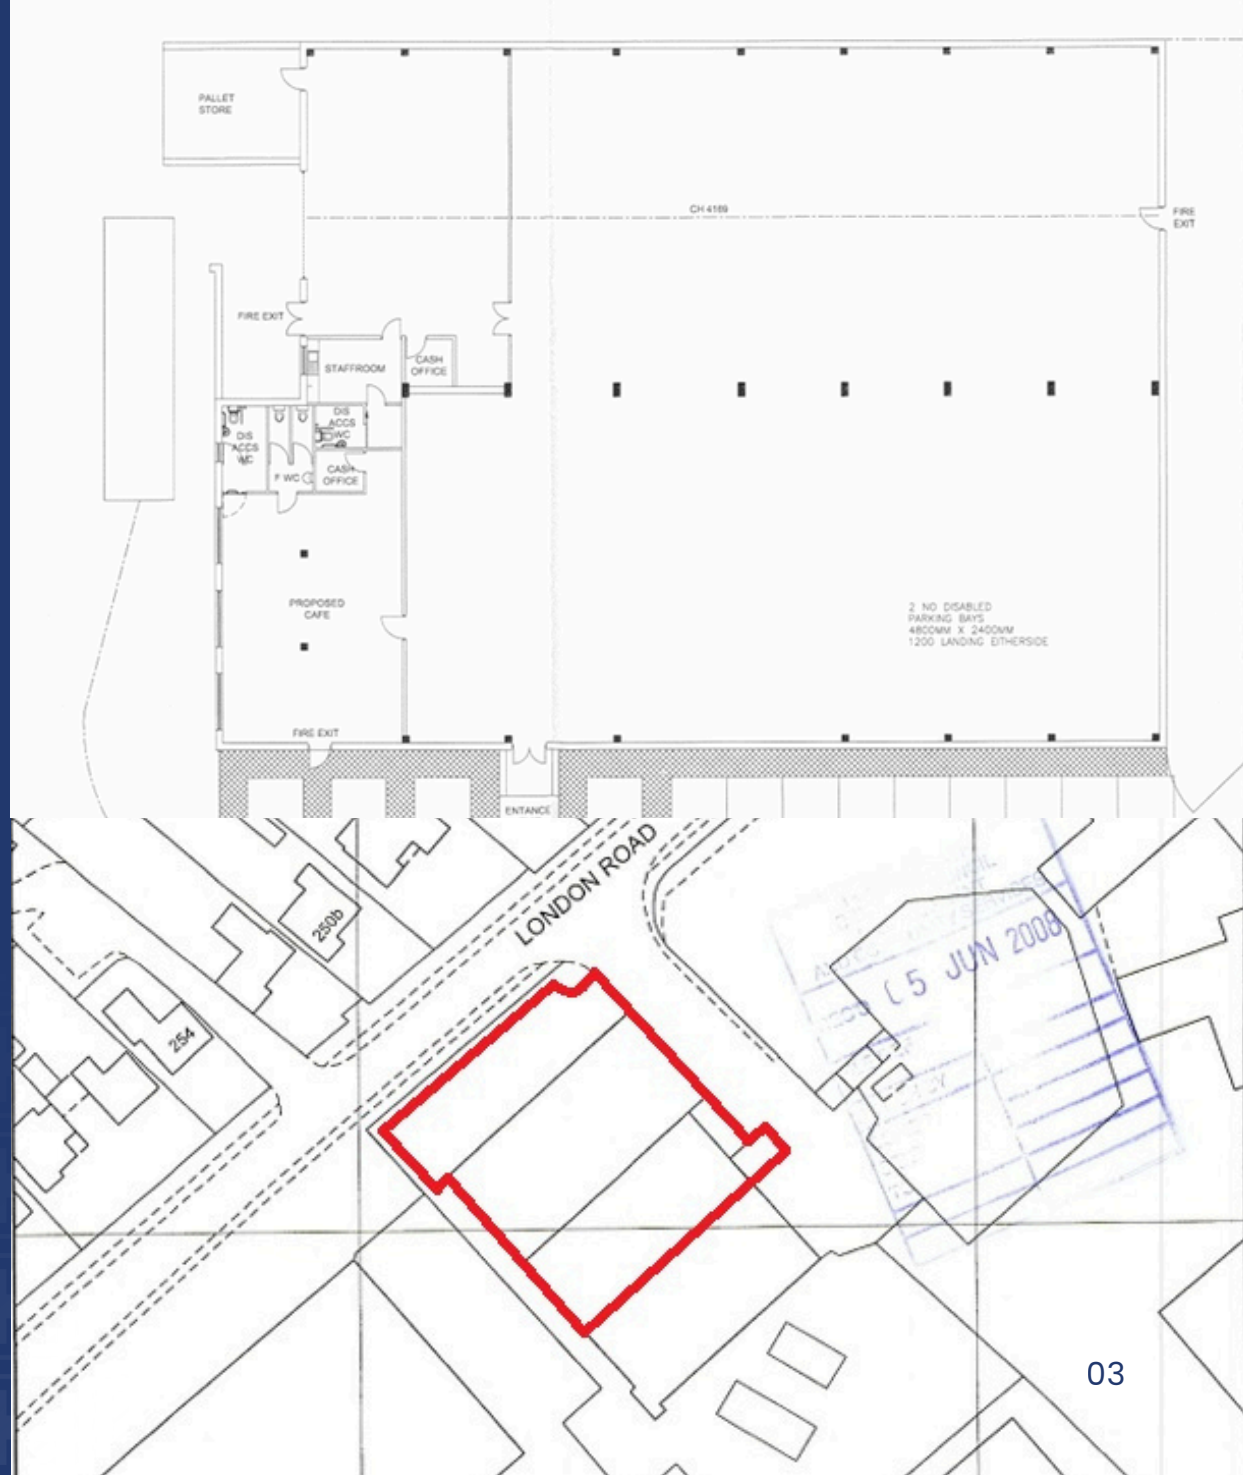 PALLET
STORE
CH 4169
FIRE
EXIT
FIRE EXIT
STAFFROOM
CASH
OFFICE
DIS
ACCS
WC
DIS
ACCS
WC
F WC
CASH
OFFICE
PROPOSED
CAFE
2 NO DISABLED
PARKING BAYS
4800MM X 2400MM
1200 LANDING EITHERSIDE
FIRE EXIT
ENTRANCE
LONDON ROAD
250b
254
5 JUN 2008
03